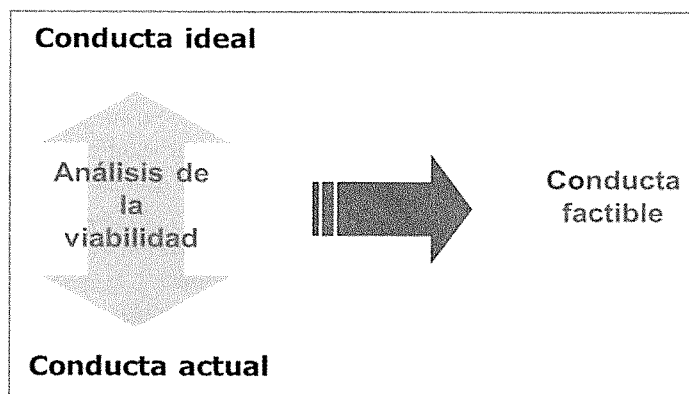 Conducta ideal
Análisis de
la
viabilidad
Conducta
factible
Conducta actual